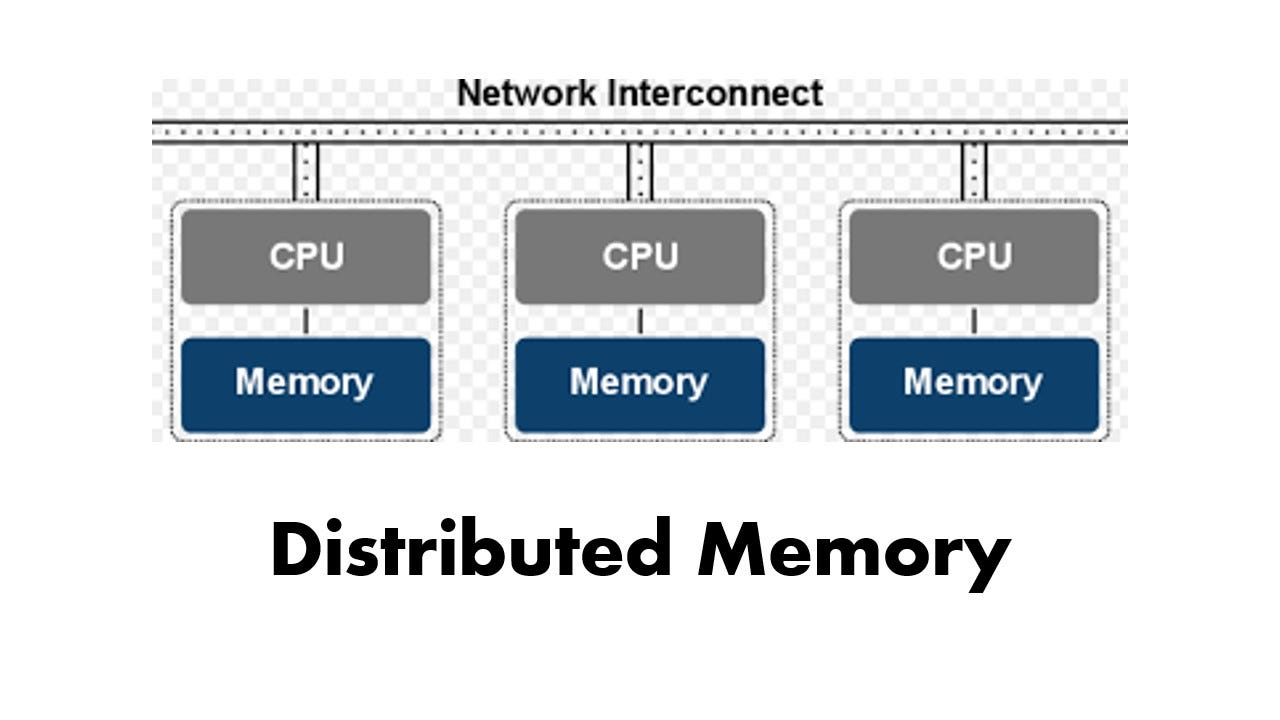 Network Interconnect
CPU CPU CPU
Memory Memory Memory
Distributed Memory